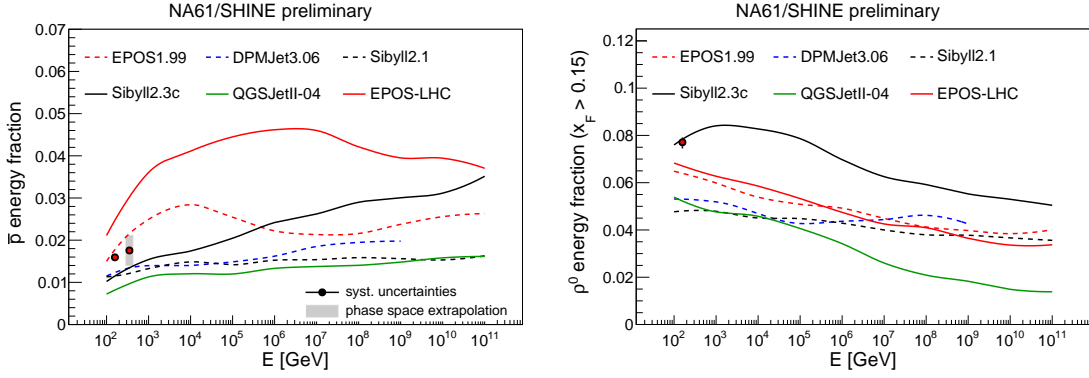 NA61/SHINE preliminary
0.07
0.06
0.05
0.04
0.03
0.02
0.01
0
p̅ energy fraction
EPOS1.99 DPMJet3.06 Sibyll2.1
Sibyll2.3c QGSJetII-04 EPOS-LHC
syst. uncertainties
phase space extrapolation
10² 10³ 10⁴ 10⁵ 10⁶ 10⁷ 10⁸ 10⁹ 10¹⁰ 10¹¹
E [GeV]
NA61/SHINE preliminary
0.12
0.1
0.08
0.06
0.04
0.02
0
ρ⁰ energy fraction (x_F > 0.15)
EPOS1.99 DPMJet3.06 Sibyll2.1
Sibyll2.3c QGSJetII-04 EPOS-LHC
10² 10³ 10⁴ 10⁵ 10⁶ 10⁷ 10⁸ 10⁹ 10¹⁰ 10¹¹
E [GeV]